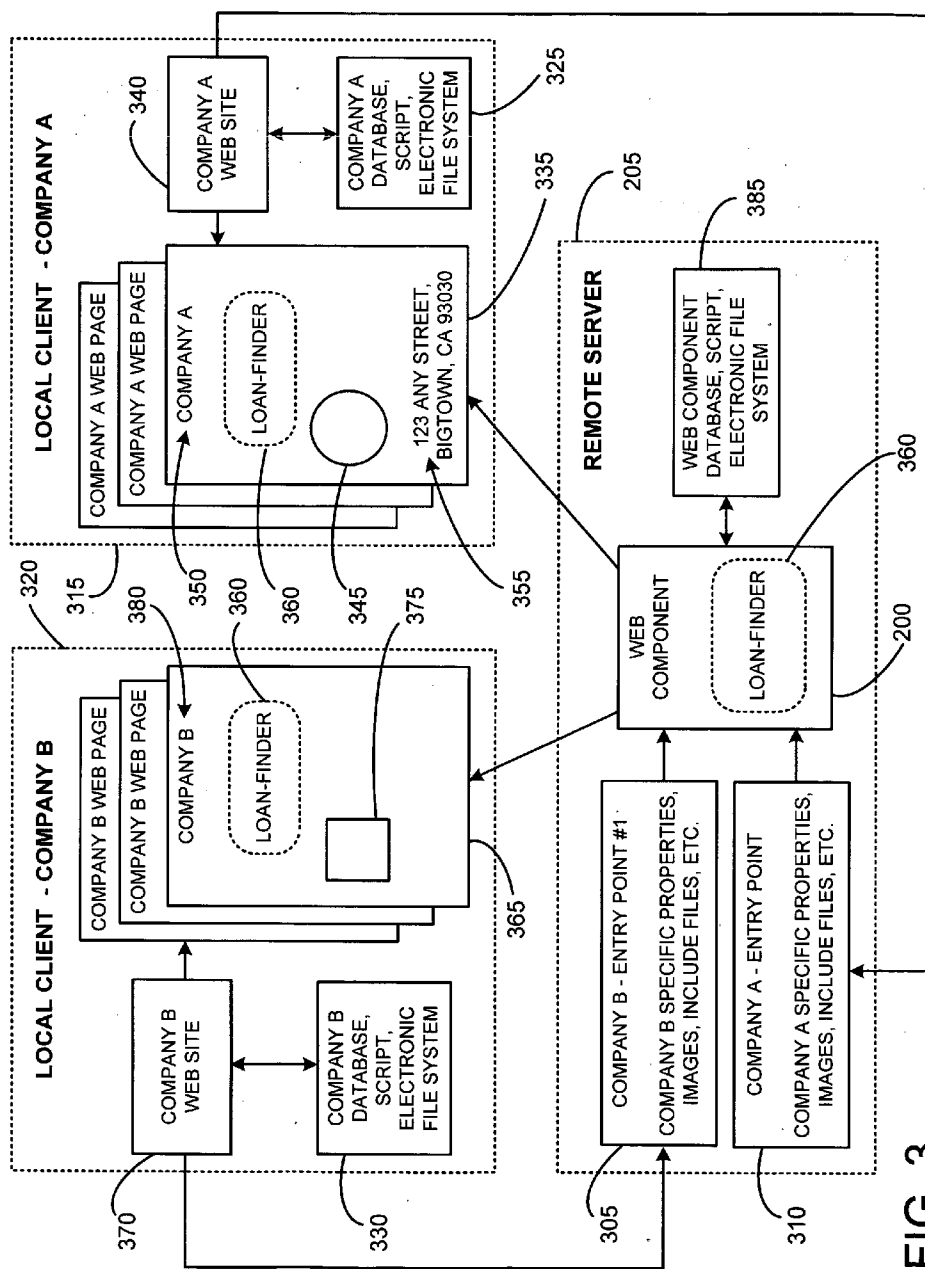 LOCAL CLIENT - COMPANY B
COMPANY B WEB PAGE
COMPANY B WEB PAGE
COMPANY B
LOAN-FINDER
COMPANY B
WEB SITE
COMPANY B
DATABASE,
SCRIPT,
ELECTRONIC
FILE SYSTEM
370
330
365
320
380
360
375
LOCAL CLIENT - COMPANY A
COMPANY A WEB PAGE
COMPANY A WEB PAGE
COMPANY A
LOAN-FINDER
123 ANY STREET,
BIGTOWN, CA 93030
COMPANY A
WEB SITE
COMPANY A
DATABASE,
SCRIPT,
ELECTRONIC
FILE SYSTEM
315
350
360
345
355
340
325
335
REMOTE SERVER
COMPANY B - ENTRY POINT #1
COMPANY B SPECIFIC PROPERTIES,
IMAGES, INCLUDE FILES, ETC.
COMPANY A - ENTRY POINT
COMPANY A SPECIFIC PROPERTIES,
IMAGES, INCLUDE FILES, ETC.
WEB
COMPONENT
LOAN-FINDER
WEB COMPONENT
DATABASE, SCRIPT,
ELECTRONIC FILE
SYSTEM
305
310
200
360
385
205
FIG. 3